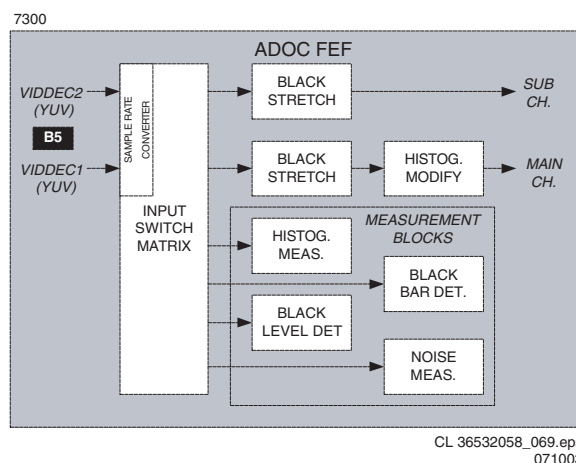 7300
ADOC FEF
VIDDEC2
(YUV)
B5
VIDDEC1
(YUV)
SAMPLE RATE
CONVERTER
INPUT
SWITCH
MATRIX
BLACK
STRETCH
SUB
CH.
BLACK
STRETCH
HISTOG.
MODIFY
MAIN
CH.
MEASUREMENT
BLOCKS
HISTOG.
MEAS.
BLACK
BAR DET.
BLACK
LEVEL DET
NOISE
MEAS.
CL 36532058_069.ep